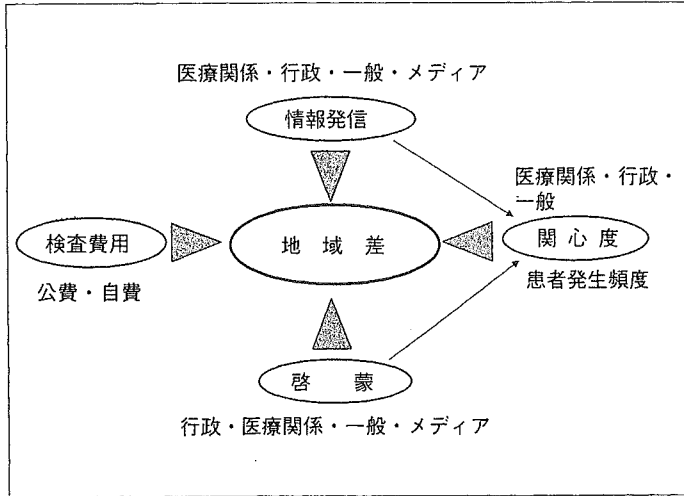 医療関係・行政・一般・メディア
情報発信
医療関係・行政・
一般
検査費用
地 域 差
関 心 度
公費・自費
患者発生頻度
啓 蒙
行政・医療関係・一般・メディア